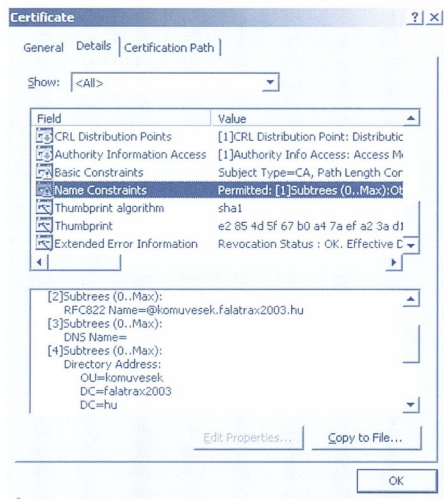 Certificate
General Details Certification Path
Show: <All>
Field Value
CRL Distribution Points [1]CRL Distribution Point: Distributic
Authority Information Access [1]Authority Info Access: Access M
Basic Constraints Subject Type=CA, Path Length Cor
Name Constraints Permitted: [1]Subtrees (0..Max):Ot
Thumbprint algorithm sha1
Thumbprint e2 85 4d 5f 67 b0 a4 7a ef a2 3a d1
Extended Error Information Revocation Status : OK. Effective D
[2]Subtrees (0..Max):
RFC822 Name=@komuvesek.falatrax2003.hu
[3]Subtrees (0..Max):
DNS Name=
[4]Subtrees (0..Max):
Directory Address:
OU=komuvesek
DC=falatrax2003
DC=hu
Edit Properties... Copy to File...
OK